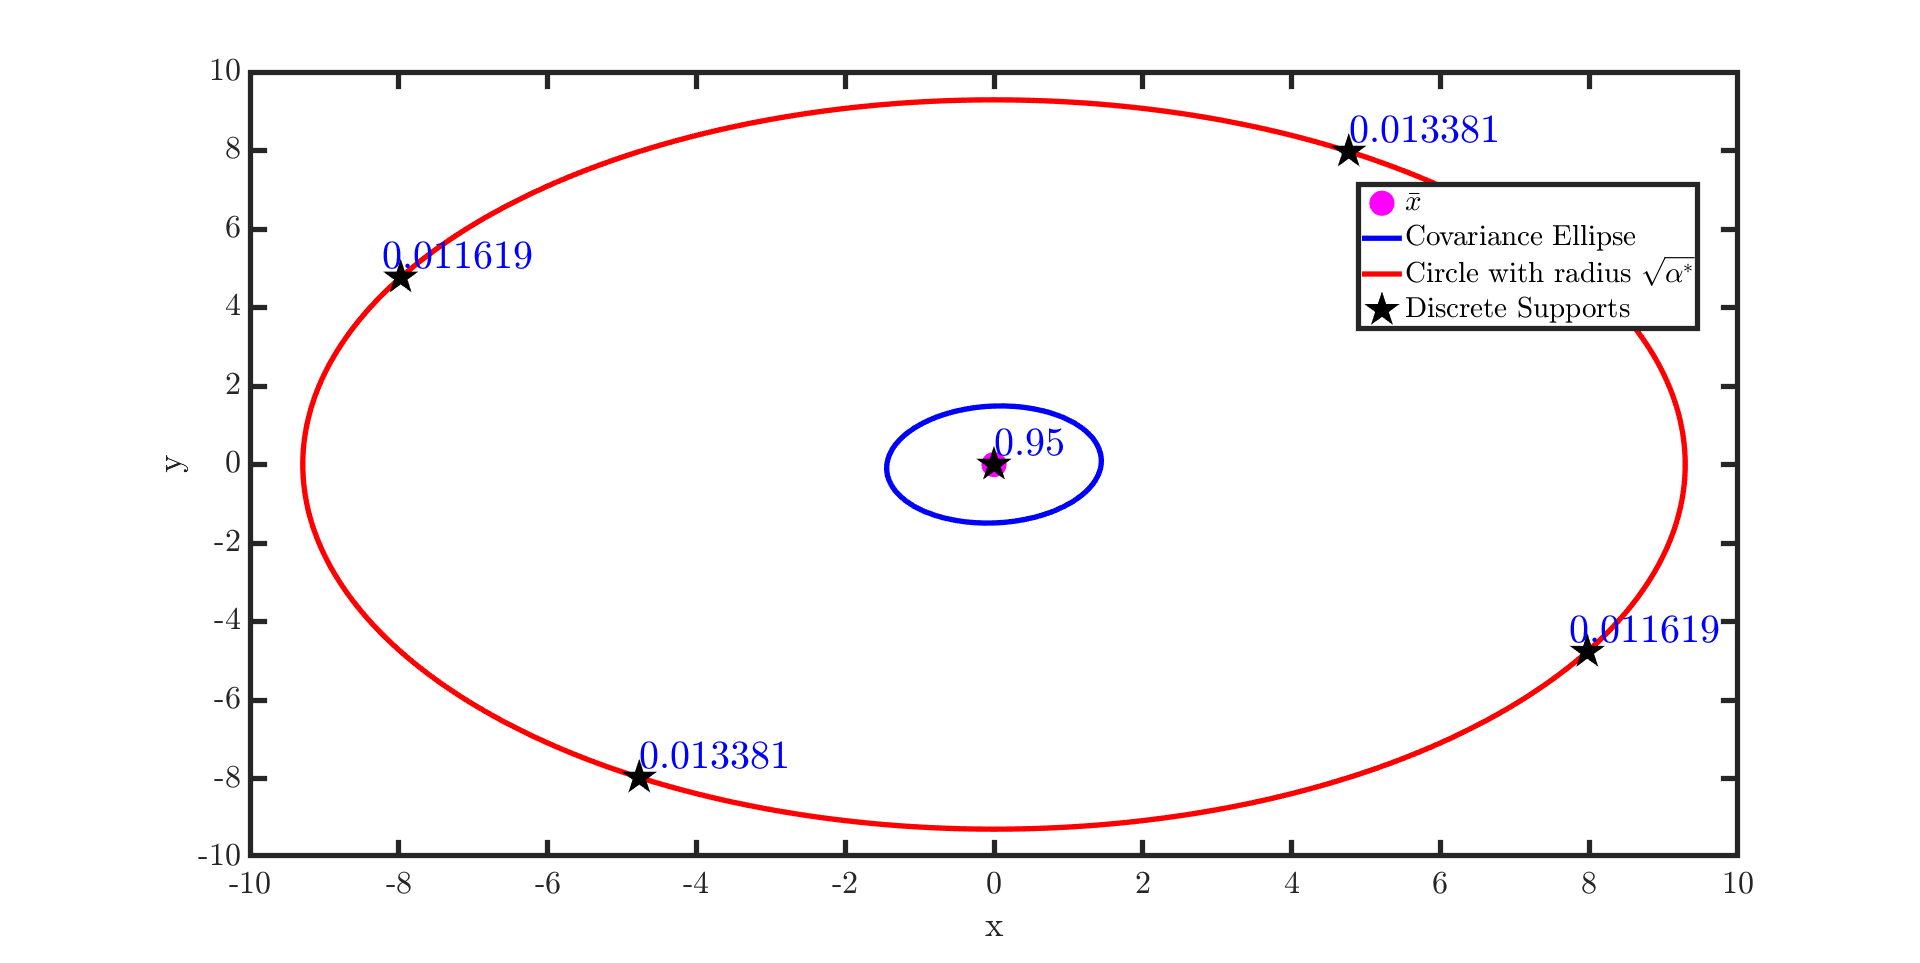 10
8
6
4
2
0
-2
-4
-6
-8
-10
y
-10 -8 -6 -4 -2 0 2 4 6 8 10
x
0.013381
0.011619
0.95
0.011619
0.013381
x̄
Covariance Ellipse
Circle with radius √α*
Discrete Supports